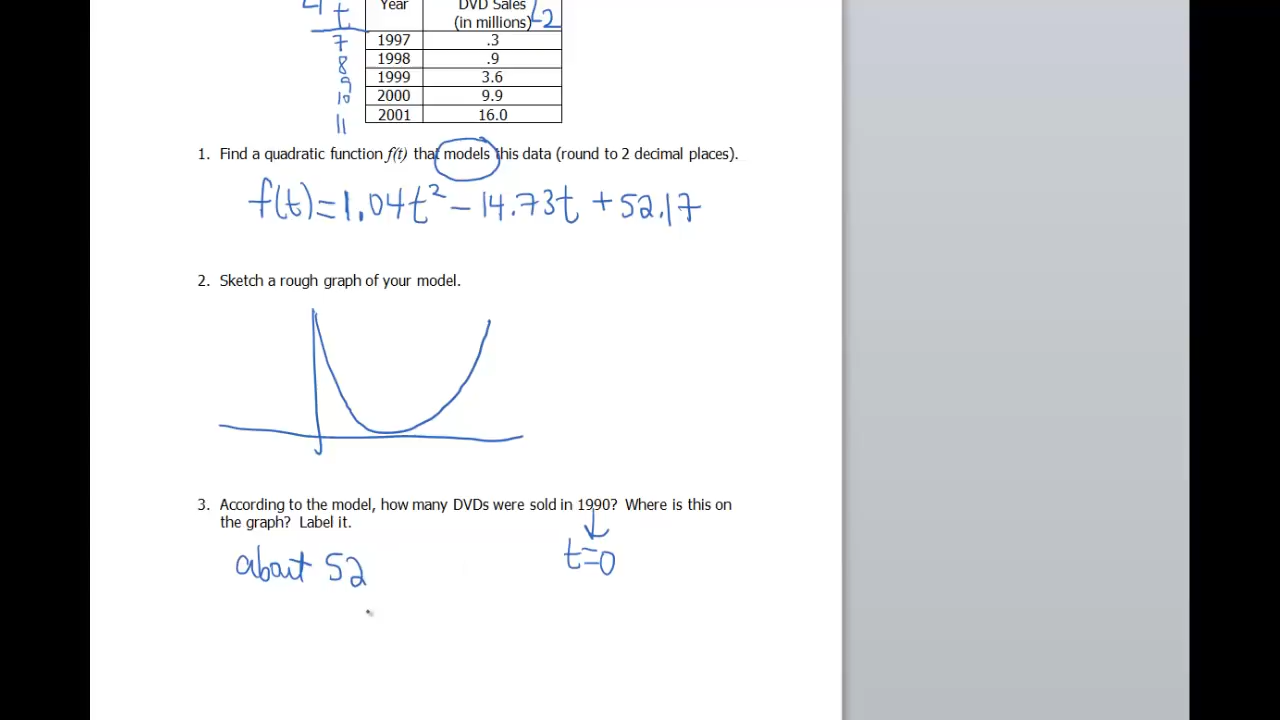 L1 t Year DVD Sales L2
(in millions)
7 1997 .3
8 1998 .9
9 1999 3.6
10 2000 9.9
11 2001 16.0
1. Find a quadratic function f(t) that models this data (round to 2 decimal places).
f(t)=1.04t²-14.73t+52.17
2. Sketch a rough graph of your model.
3. According to the model, how many DVDs were sold in 1990? Where is this on
the graph? Label it.
about 52 t=0